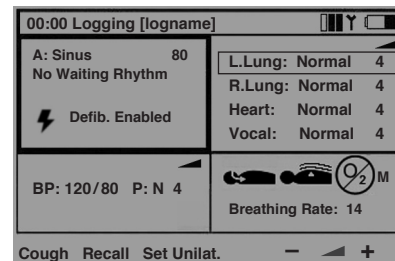 00:00 Logging [logname]
A: Sinus 80
No Waiting Rhythm
Defib. Enabled
L.Lung: Normal 4
R.Lung: Normal 4
Heart: Normal 4
Vocal: Normal 4
BP: 120/80 P: N 4
O2 M
Breathing Rate: 14
Cough Recall Set Unilat. − +